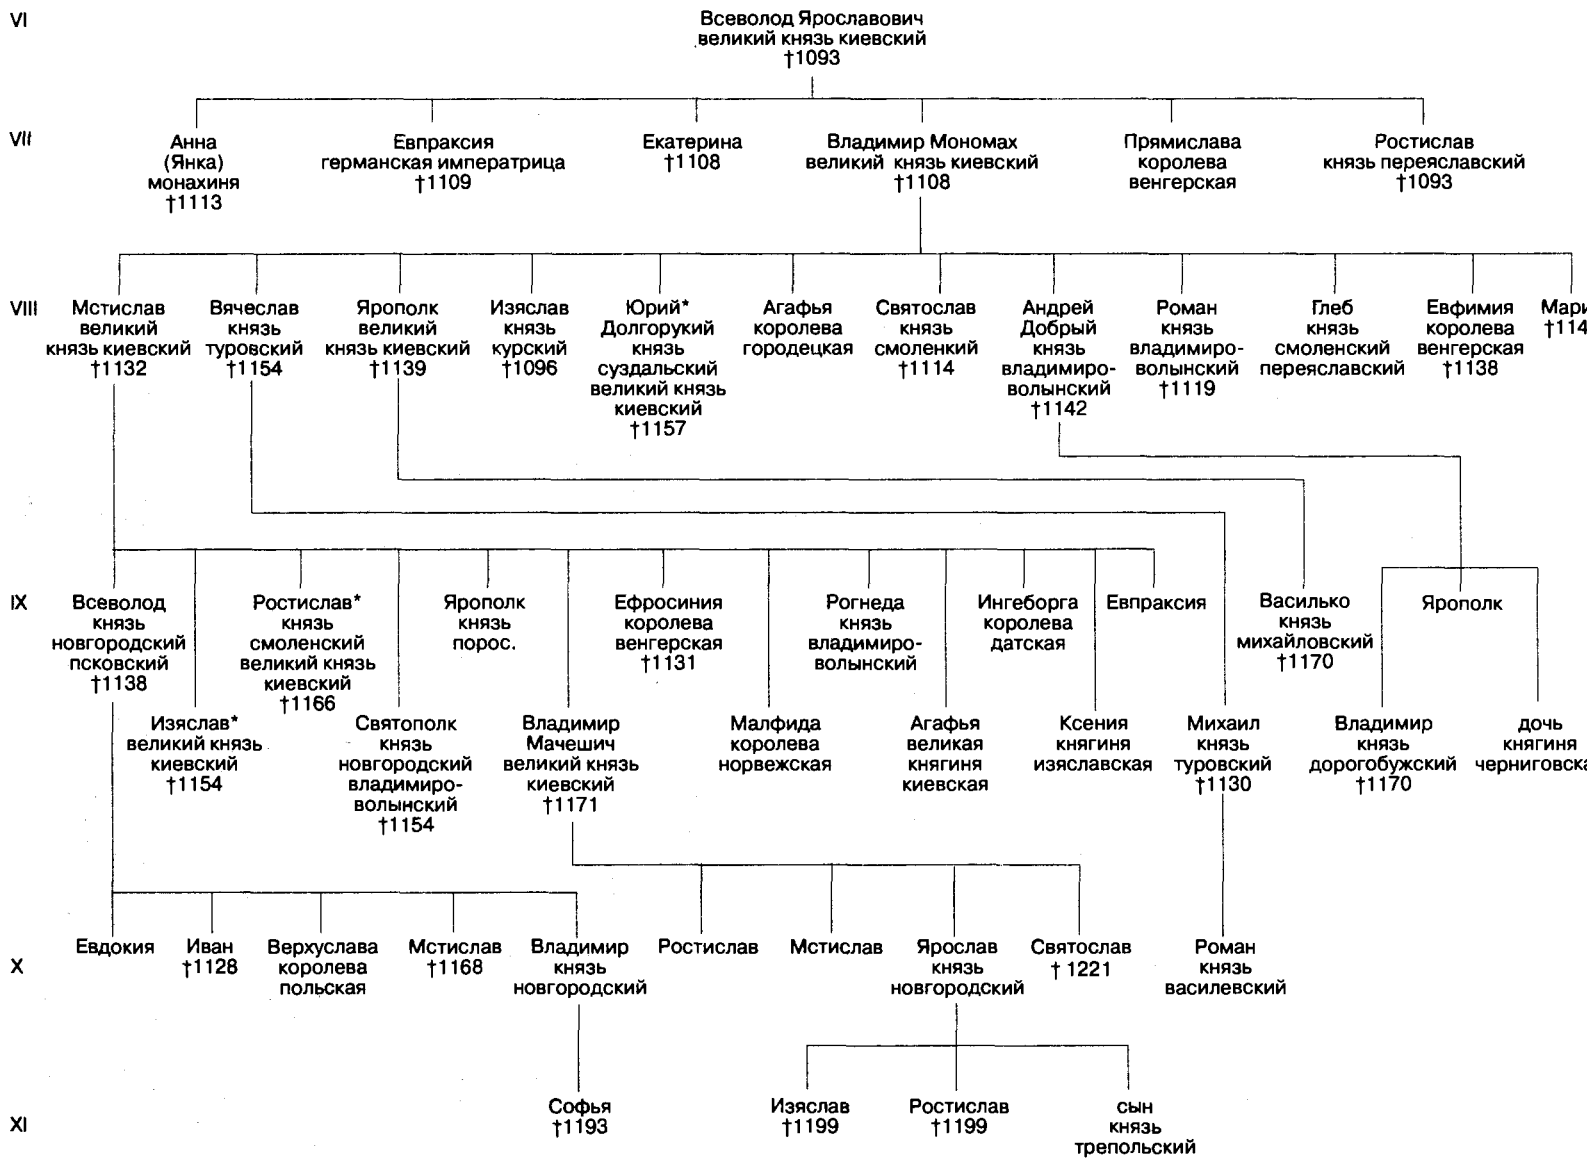 VI
Всеволод Ярославович
великий князь киевский
†1093
VII
Анна
(Янка)
монахиня
†1113
Евпраксия
германская императрица
†1109
Екатерина
†1108
Владимир Мономах
великий князь киевский
†1108
Прямислава
королева
венгерская
Ростислав
князь переяславский
†1093
VIII
Мстислав
великий
князь киевский
†1132
Вячеслав
князь
туровский
†1154
Ярополк
великий
князь киевский
†1139
Изяслав
князь
курский
†1096
Юрий*
Долгорукий
князь
суздальский
великий князь
киевский
†1157
Агафья
королева
городецкая
Святослав
князь
смоленкий
†1114
Андрей
Добрый
князь
владимиро-
волынский
†1142
Роман
князь
владимиро-
волынский
†1119
Глеб
князь
смоленский
переяславский
Евфимия
королева
венгерская
†1138
Мари
†114
IX
Всеволод
князь
новгородский
псковский
†1138
Ростислав*
князь
смоленский
великий князь
киевский
†1166
Ярополк
князь
порос.
Ефросиния
королева
венгерская
†1131
Рогнеда
князь
владимиро-
волынский
Ингеборга
королева
датская
Евпраксия
Василько
князь
михайловский
†1170
Ярополк
Изяслав*
великий князь
киевский
†1154
Святополк
князь
новгородский
владимиро-
волынский
†1154
Владимир
Мачешич
великий князь
киевский
†1171
Малфида
королева
норвежская
Агафья
великая
княгиня
киевская
Ксения
княгиня
изяславская
Михаил
князь
туровский
†1130
Владимир
князь
дорогобужский
†1170
дочь
княгиня
черниговска
X
Евдокия
Иван
†1128
Верхуслава
королева
польская
Мстислав
†1168
Владимир
князь
новгородский
Ростислав
Мстислав
Ярослав
князь
новгородский
Святослав
† 1221
Роман
князь
василевский
XI
Софья
†1193
Изяслав
†1199
Ростислав
†1199
сын
князь
трепольский